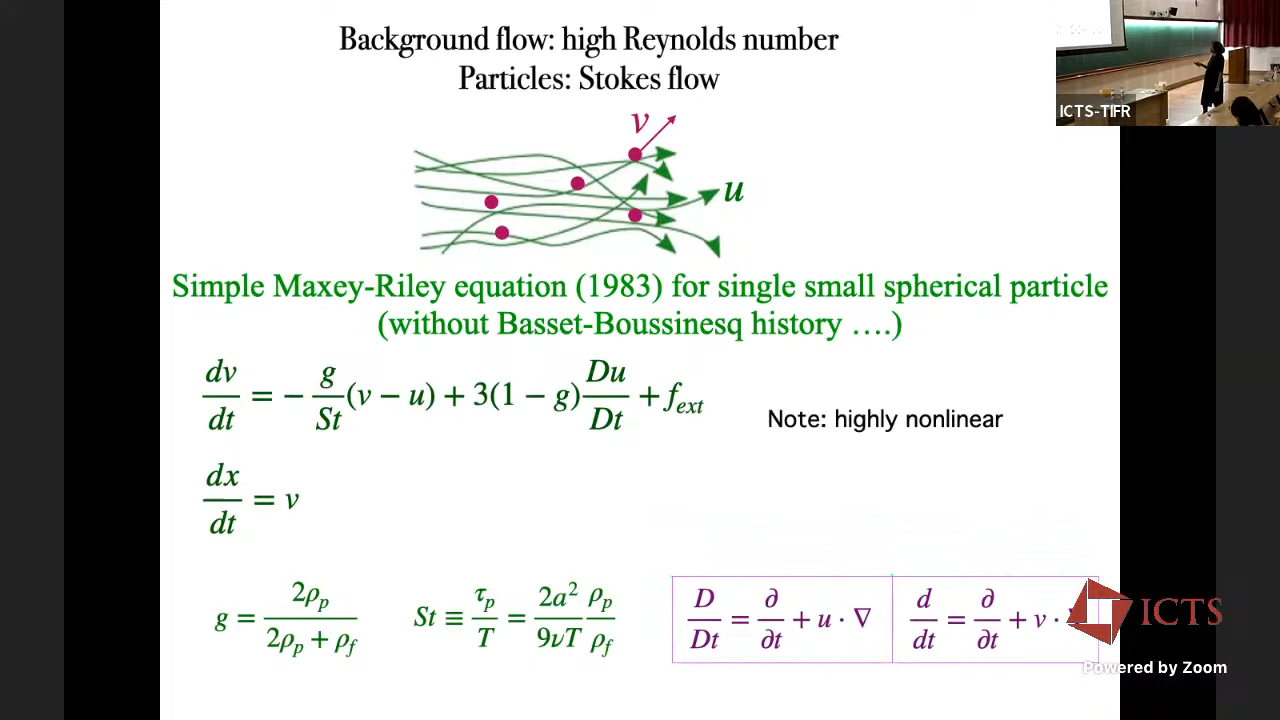 Background flow: high Reynolds number
Particles: Stokes flow
ICTS-TIFR
v
u
Simple Maxey-Riley equation (1983) for single small spherical particle
(without Basset-Boussinesq history ….)
dv/dt = − g/St (v − u) + 3(1 − g) Du/Dt + f_ext
Note: highly nonlinear
dx/dt = v
g = 2ρ_p / (2ρ_p + ρ_f)
St ≡ τ_p/T = 2a²/9νT ρ_p/ρ_f
D/Dt = ∂/∂t + u · ∇
d/dt = ∂/∂t + v ·
ICTS
Powered by Zoom